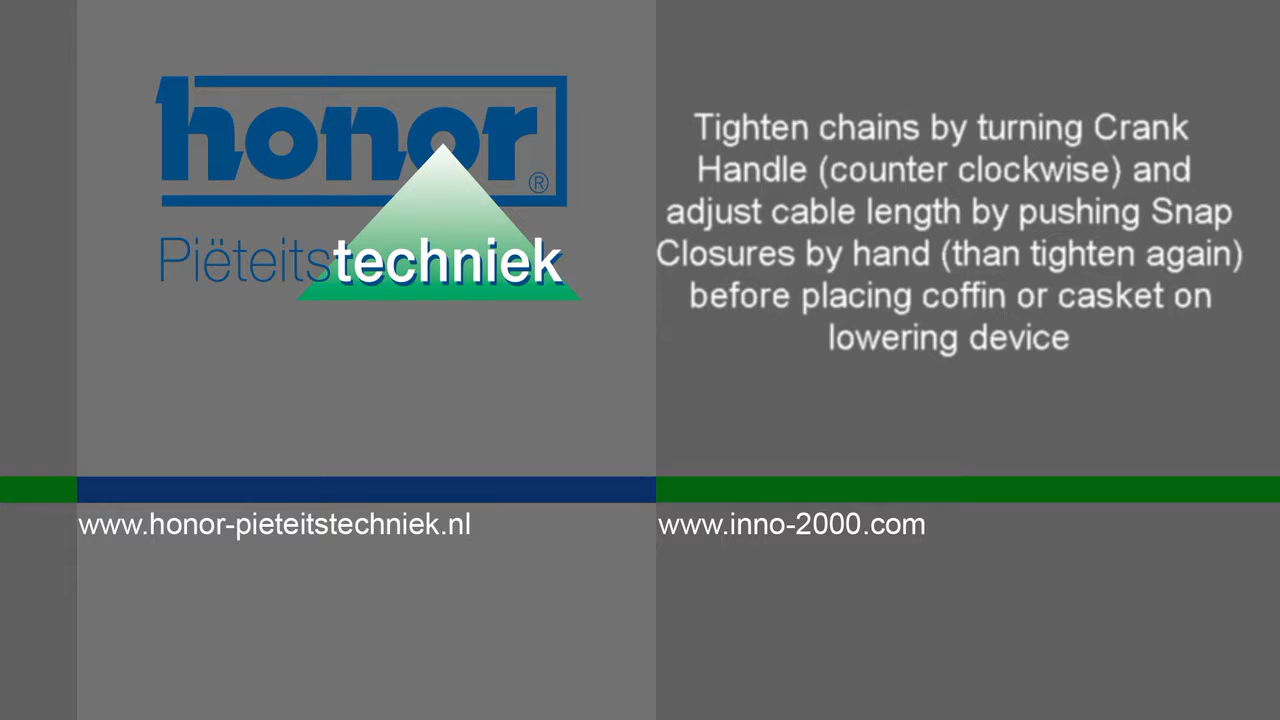 honor®
Piëteitstechniek
Tighten chains by turning Crank
Handle (counter clockwise) and
adjust cable length by pushing Snap
Closures by hand (than tighten again)
before placing coffin or casket on
lowering device
www.honor-pieteitstechniek.nl
www.inno-2000.com